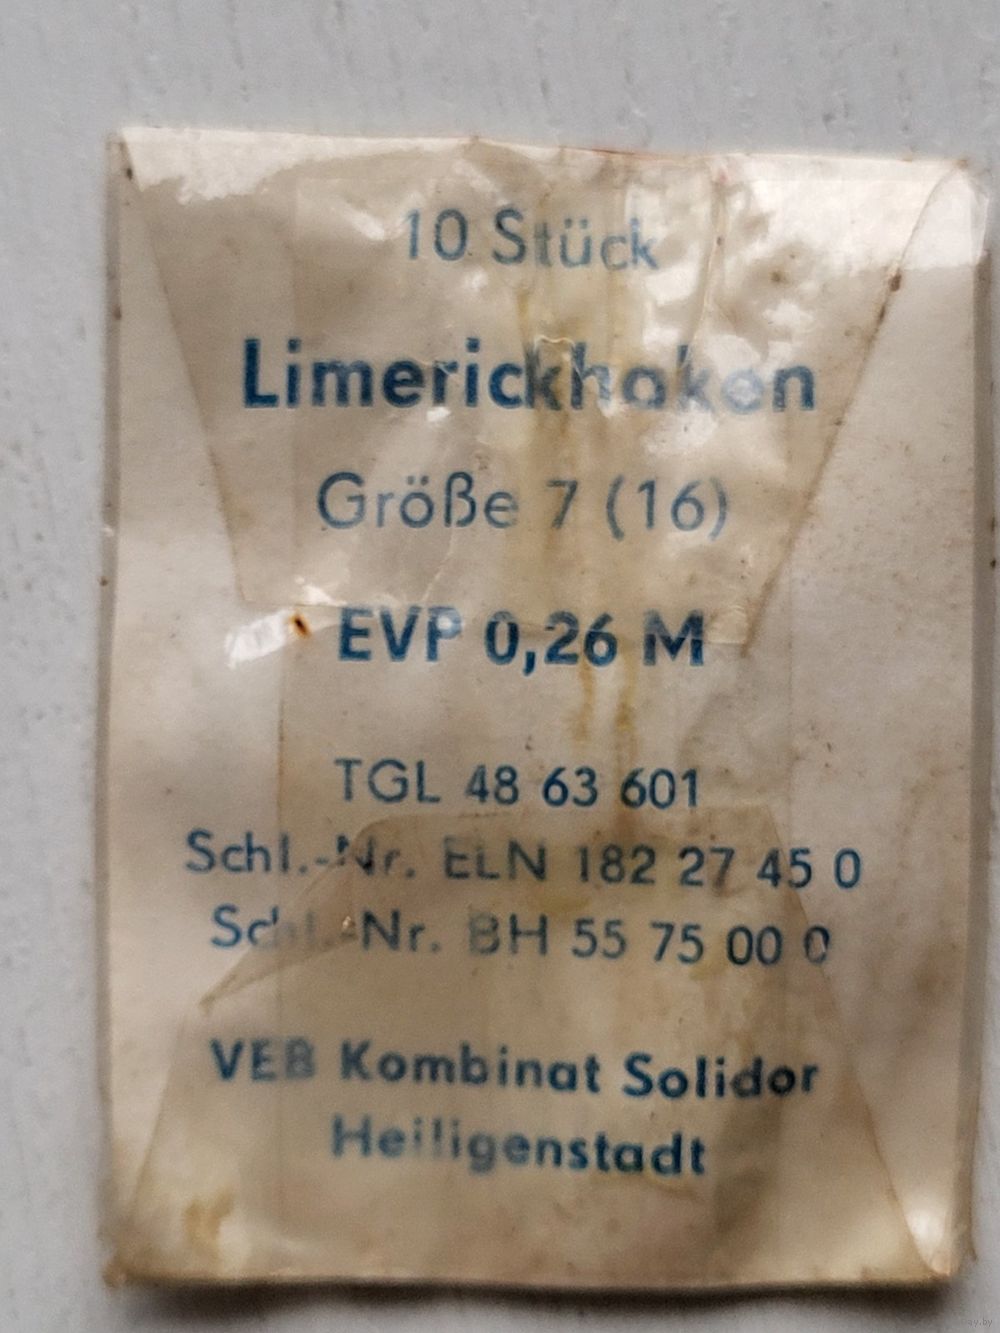 10 Stück
Limerickhaken
Größe 7 (16)
EVP 0,26 M
TGL 48 63 601
Schl.-Nr. ELN 182 27 45 0
Schl.-Nr. BH 55 75 00 0
VEB Kombinat Solidor
Heiligenstadt